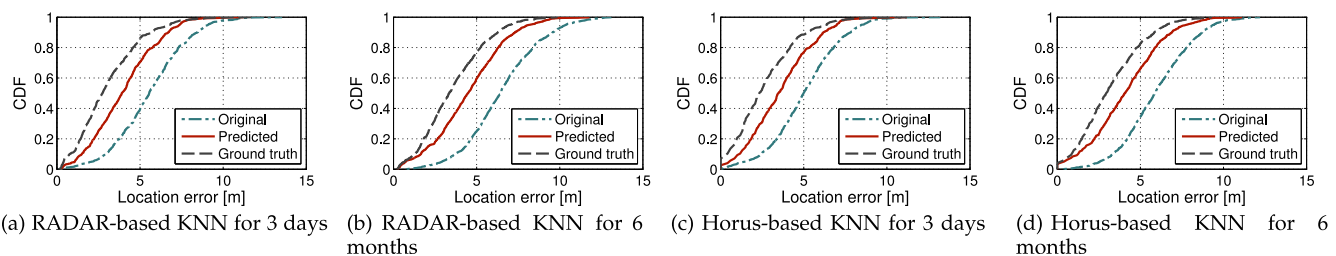 1
0.8
0.6
0.4
0.2
0
CDF
0 5 10 15
Location error [m]
Original
Predicted
Ground truth
(a) RADAR-based KNN for 3 days
1
0.8
0.6
0.4
0.2
0
CDF
0 5 10 15
Location error [m]
Original
Predicted
Ground truth
(b) RADAR-based KNN for 6
months
1
0.8
0.6
0.4
0.2
0
CDF
0 5 10 15
Location error [m]
Original
Predicted
Ground truth
(c) Horus-based KNN for 3 days
1
0.8
0.6
0.4
0.2
0
CDF
0 5 10 15
Location error [m]
Original
Predicted
Ground truth
(d) Horus-based KNN for 6
months